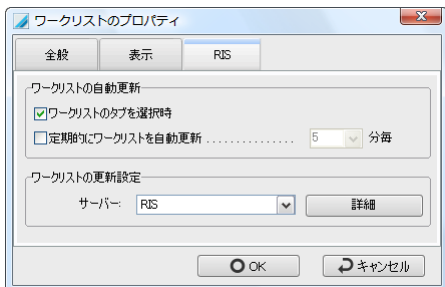 ワークリストのプロパティ
全般 表示 RIS
ワークリストの自動更新
ワークリストのタブを選択時
定期的にワークリストを自動更新 . . . . . . . . . . . . . . . 5 分毎
ワークリストの更新設定
サーバー: RIS 詳細
OK キャンセル